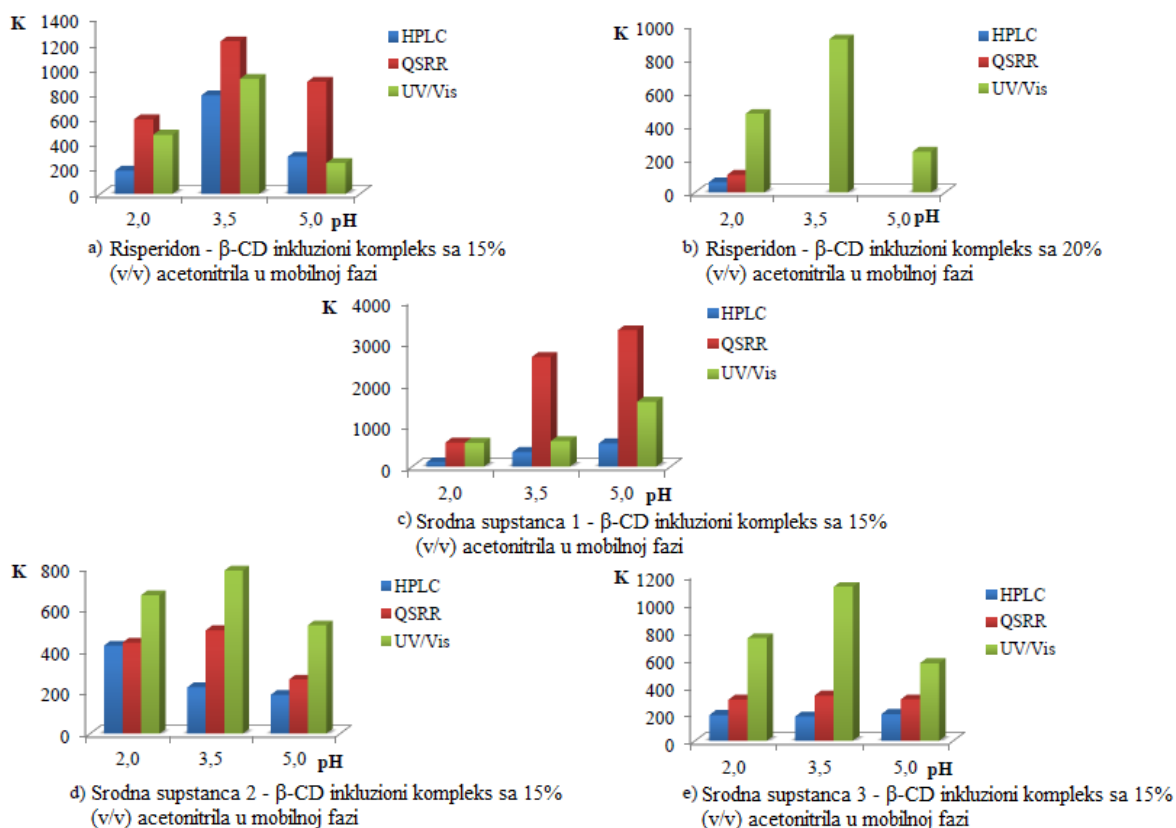 K
1400
1200
1000
800
600
400
200
0
2,0 3,5 5,0 pH
HPLC
QSRR
UV/Vis
a) Risperidon - β-CD inkluzioni kompleks sa 15%
(v/v) acetonitrila u mobilnoj fazi
K
1000
800
600
400
200
0
2,0 3,5 5,0 pH
HPLC
QSRR
UV/Vis
b) Risperidon - β-CD inkluzioni kompleks sa 20%
(v/v) acetonitrila u mobilnoj fazi
K
4000
3000
2000
1000
0
2,0 3,5 5,0 pH
HPLC
QSRR
UV/Vis
c) Srodna supstanca 1 - β-CD inkluzioni kompleks sa 15%
(v/v) acetonitrila u mobilnoj fazi
K
800
600
400
200
0
2,0 3,5 5,0 pH
HPLC
QSRR
UV/Vis
d) Srodna supstanca 2 - β-CD inkluzioni kompleks sa 15%
(v/v) acetonitrila u mobilnoj fazi
K
1200
1000
800
600
400
200
0
2,0 3,5 5,0 pH
HPLC
QSRR
UV/Vis
e) Srodna supstanca 3 - β-CD inkluzioni kompleks sa 15%
(v/v) acetonitrila u mobilnoj fazi